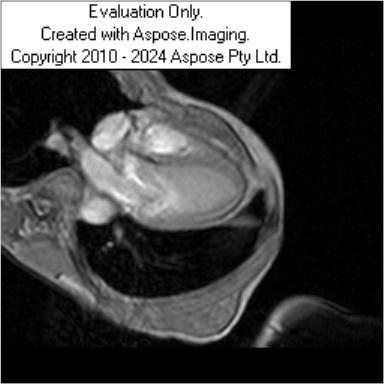 Evaluation Only.
Created with Aspose.Imaging.
Copyright 2010 - 2024 Aspose Pty Ltd.